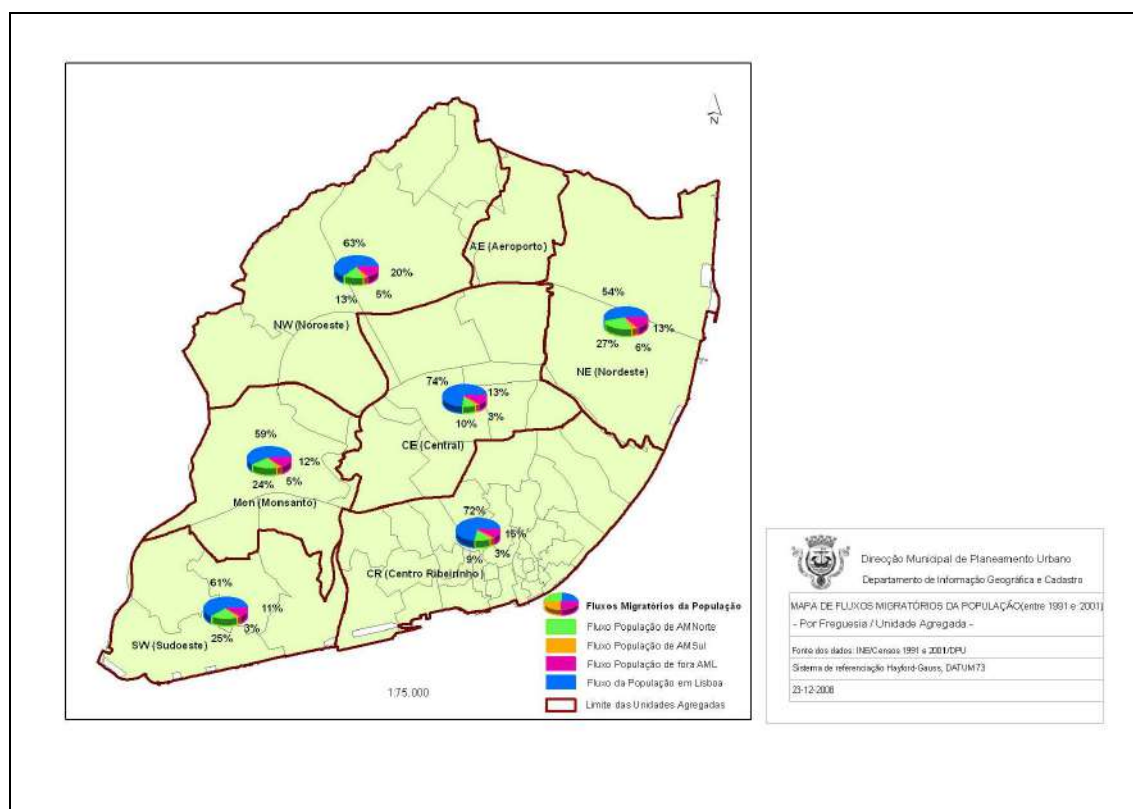 N
63%
20%
13%
5%
NW (Noroeste)
AE (Aeroporto)
54%
13%
27%
6%
NE (Nordeste)
74%
13%
10%
3%
CE (Central)
59%
12%
24%
5%
Mon (Monsanto)
72%
15%
9%
3%
CR (Centro Ribeirinho)
61%
11%
25%
3%
SW (Sudoeste)
Fluxos Migratórios da População
Fluxo População de AMNorte
Fluxo População de AMSul
Fluxo População de fora AML
Fluxo da População em Lisboa
Limite das Unidades Agregadas
1:75.000
Direcção Municipal de Planeamento Urbano
Departamento de Informação Geográfica e Cadastro
MAPA DE FLUXOS MIGRATÓRIOS DA POPULAÇÃO(entre 1991 e 2001)
- Por Freguesia / Unidade Agregada -
Fonte dos dados: INE/Censos 1991 e 2001/DPU
Sistema de referenciação Hayford-Gauss, DATUM73
23-12-2008